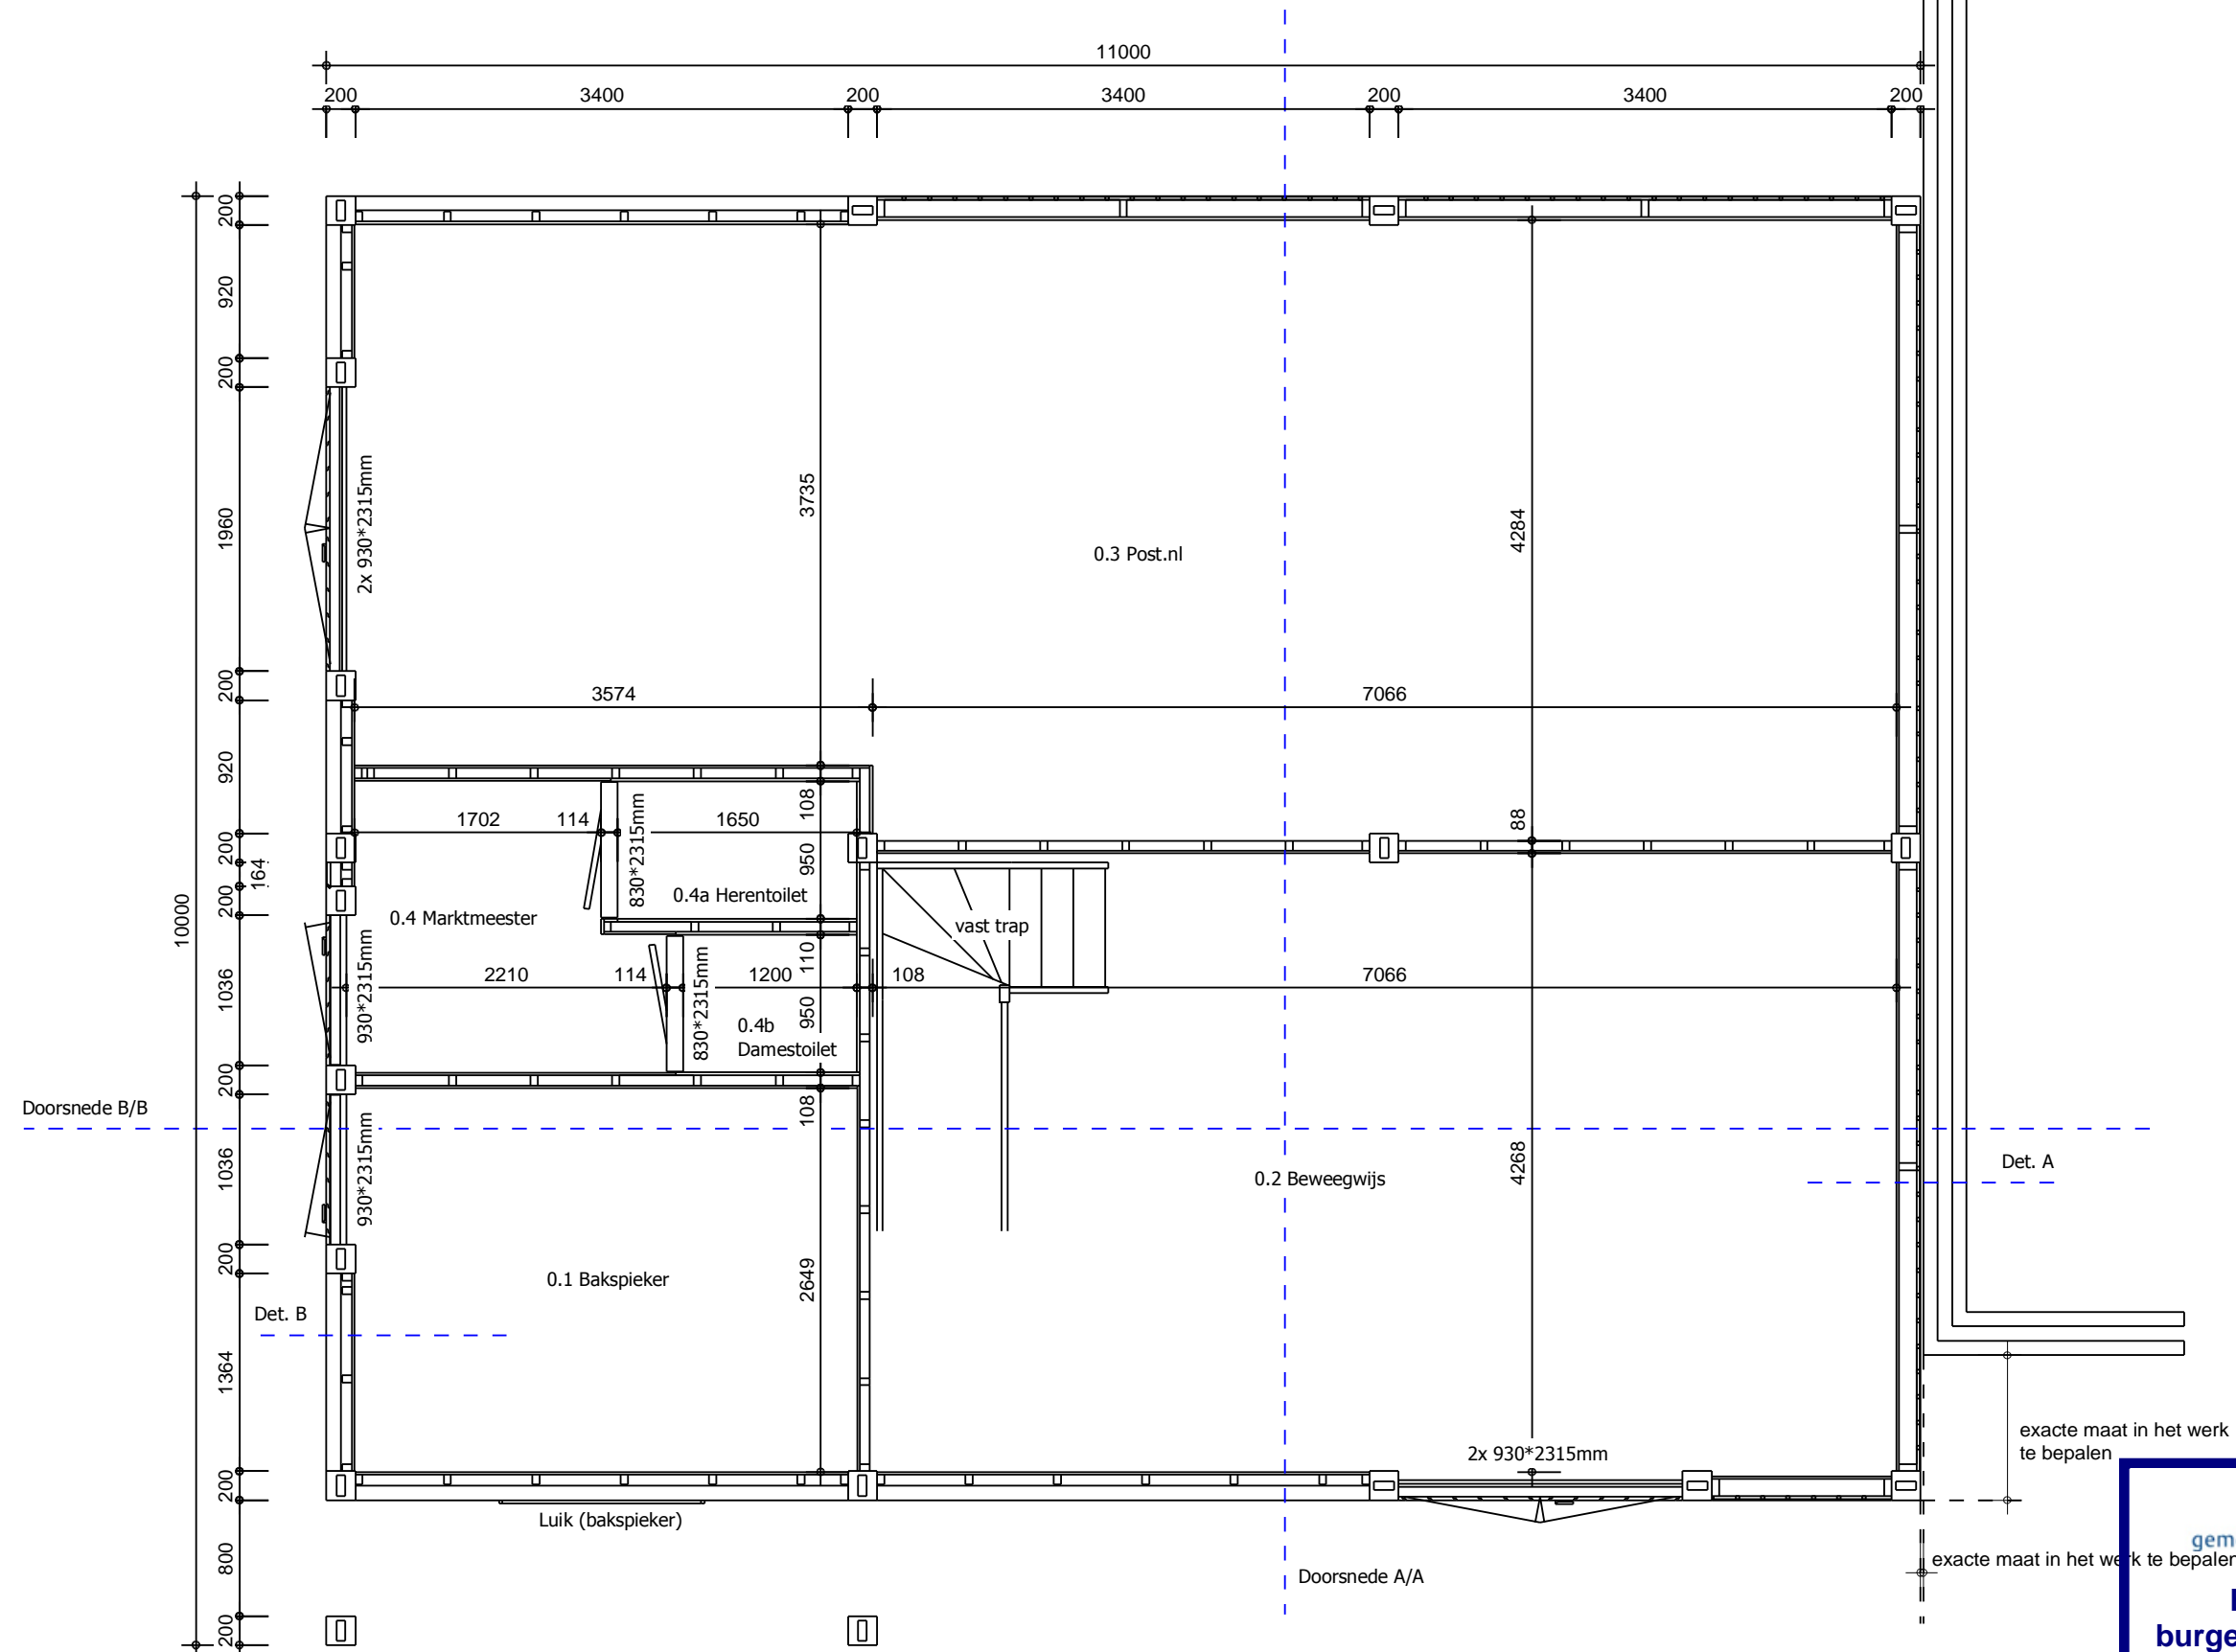 11000
200 3400 200 3400 200 3400 200
200
920
200
1960
2x 930*2315mm
3735
4284
0.3 Post.nl
200
3574 7066
920
108
1702 114 1650
88
200
164
830*2315mm
950
0.4a Herentoilet
200
0.4 Marktmeester
vast trap
10000
1036
930*2315mm
110
2210 114 1200 108 7066
830*2315mm
950
0.4b
Damestoilet
200
108
Doorsnede B/B
1036
930*2315mm
4268
Det. A
0.2 Beweegwijs
200
2649
0.1 Bakspieker
Det. B
1364
exacte maat in het werk
te bepalen
2x 930*2315mm
200
Luik (bakspieker)
gem
800
exacte maat in het werk te bepalen
Doorsnede A/A
200
burge